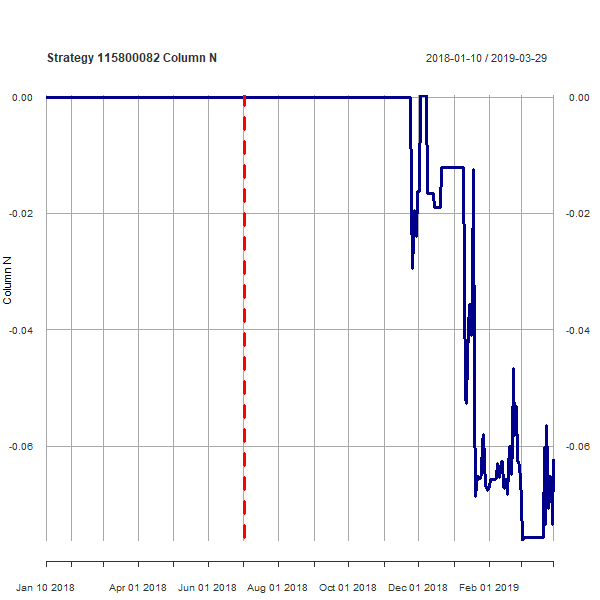 Strategy 115800082 Column N
2018-01-10 / 2019-03-29
0.00
0.00
-0.02
-0.02
Column N
-0.04
-0.04
-0.06
-0.06
Jan 10 2018
Apr 01 2018
Jun 01 2018
Aug 01 2018
Oct 01 2018
Dec 01 2018
Feb 01 2019